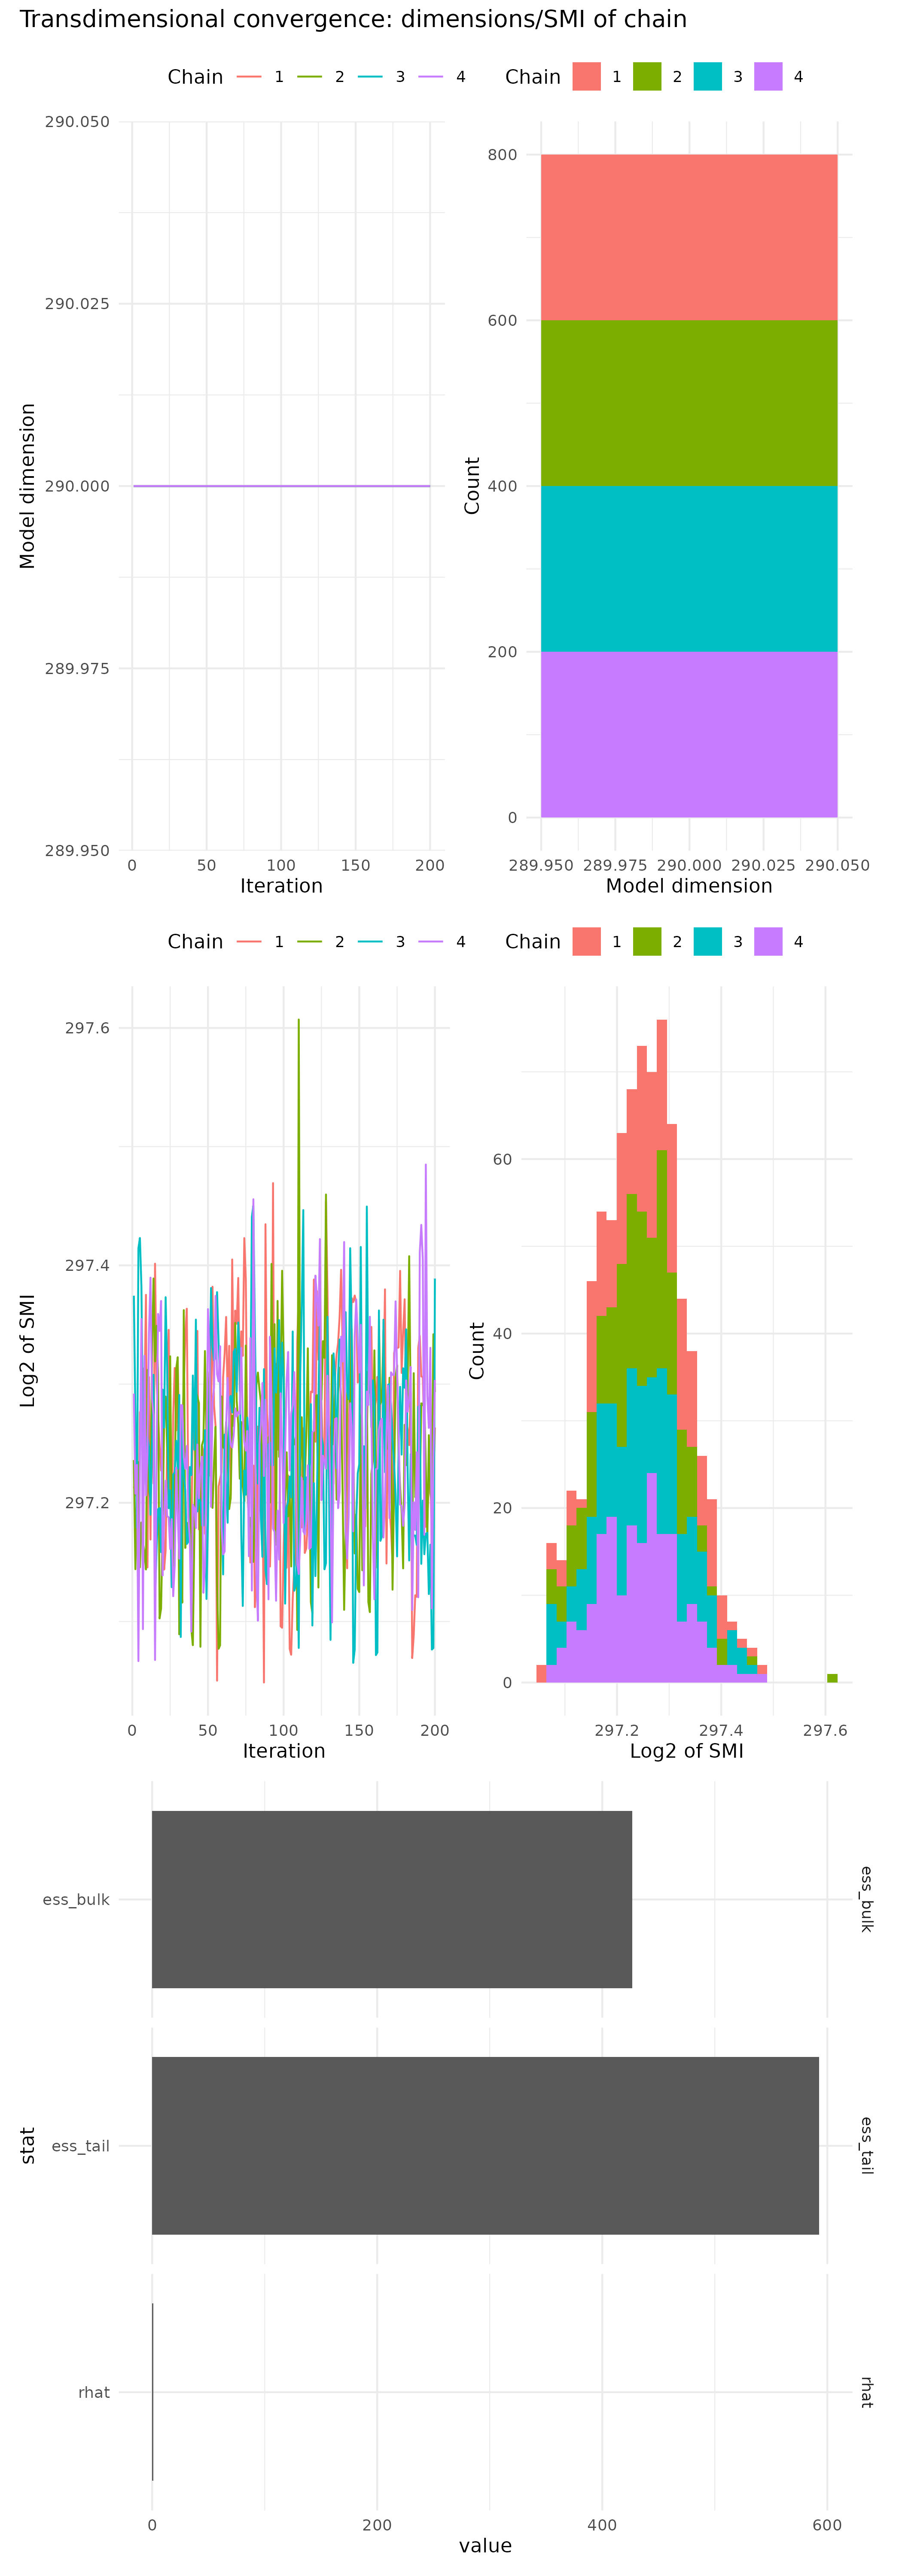 Transdimensional convergence: dimensions/SMI of chain
Chain 1 2 3 4
Chain 1 2 3 4
290.050
290.025
290.000
289.975
289.950
Model dimension
0 50 100 150 200
Iteration
800
600
400
200
0
Count
289.950 289.975 290.000 290.025 290.050
Model dimension
Chain 1 2 3 4
Chain 1 2 3 4
297.6
297.4
297.2
Log2 of SMI
0 50 100 150 200
Iteration
60
40
20
0
Count
297.2 297.4 297.6
Log2 of SMI
stat
ess_bulk
ess_bulk
ess_tail
ess_tail
rhat
rhat
0 200 400 600
value